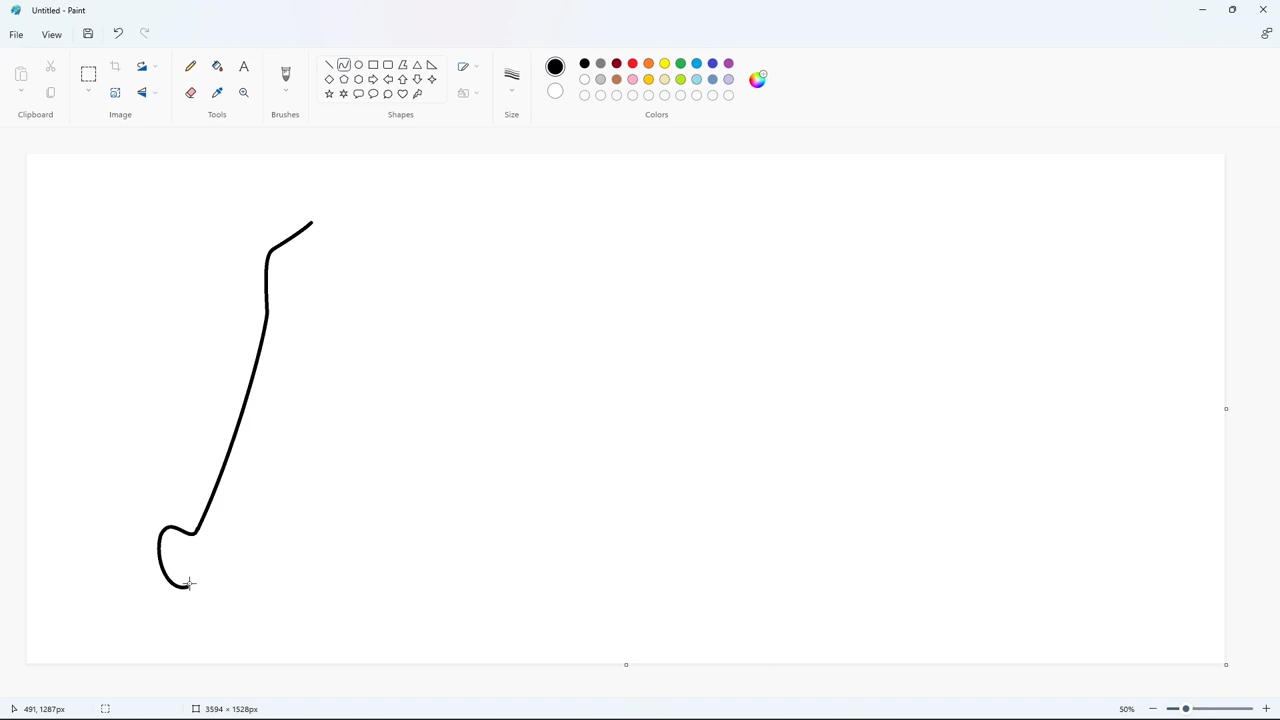 Untitled - Paint
File View
Clipboard Image Tools Brushes Shapes Size Colors
491, 1287px 3594 × 1528px 50%